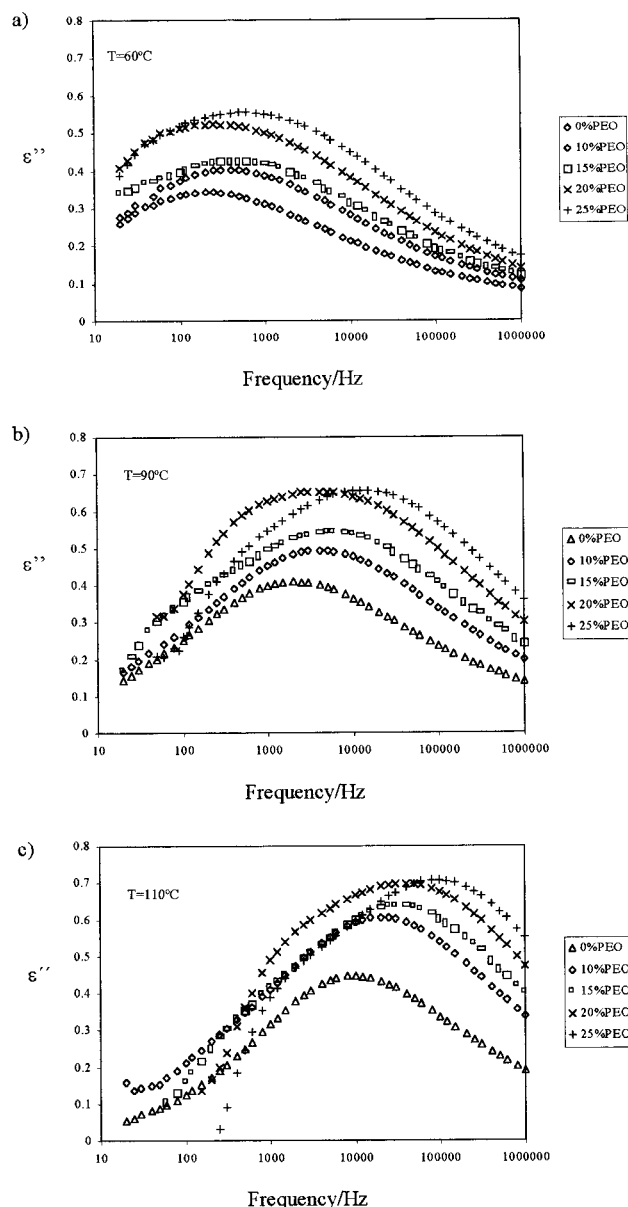 a)
T=60ºC
ε’’
0.8
0.7
0.6
0.5
0.4
0.3
0.2
0.1
0
10
100
1000
10000
100000
1000000
Frequency/Hz
0%PEO
10%PEO
15%PEO
20%PEO
25%PEO
b)
T=90ºC
ε’’
0.8
0.7
0.6
0.5
0.4
0.3
0.2
0.1
0
10
100
1000
10000
100000
1000000
Frequency/Hz
0%PEO
10%PEO
15%PEO
20%PEO
25%PEO
c)
T=110ºC
ε’’
0.8
0.7
0.6
0.5
0.4
0.3
0.2
0.1
0
10
100
1000
10000
100000
1000000
Frequency/Hz
0%PEO
10%PEO
15%PEO
20%PEO
25%PEO